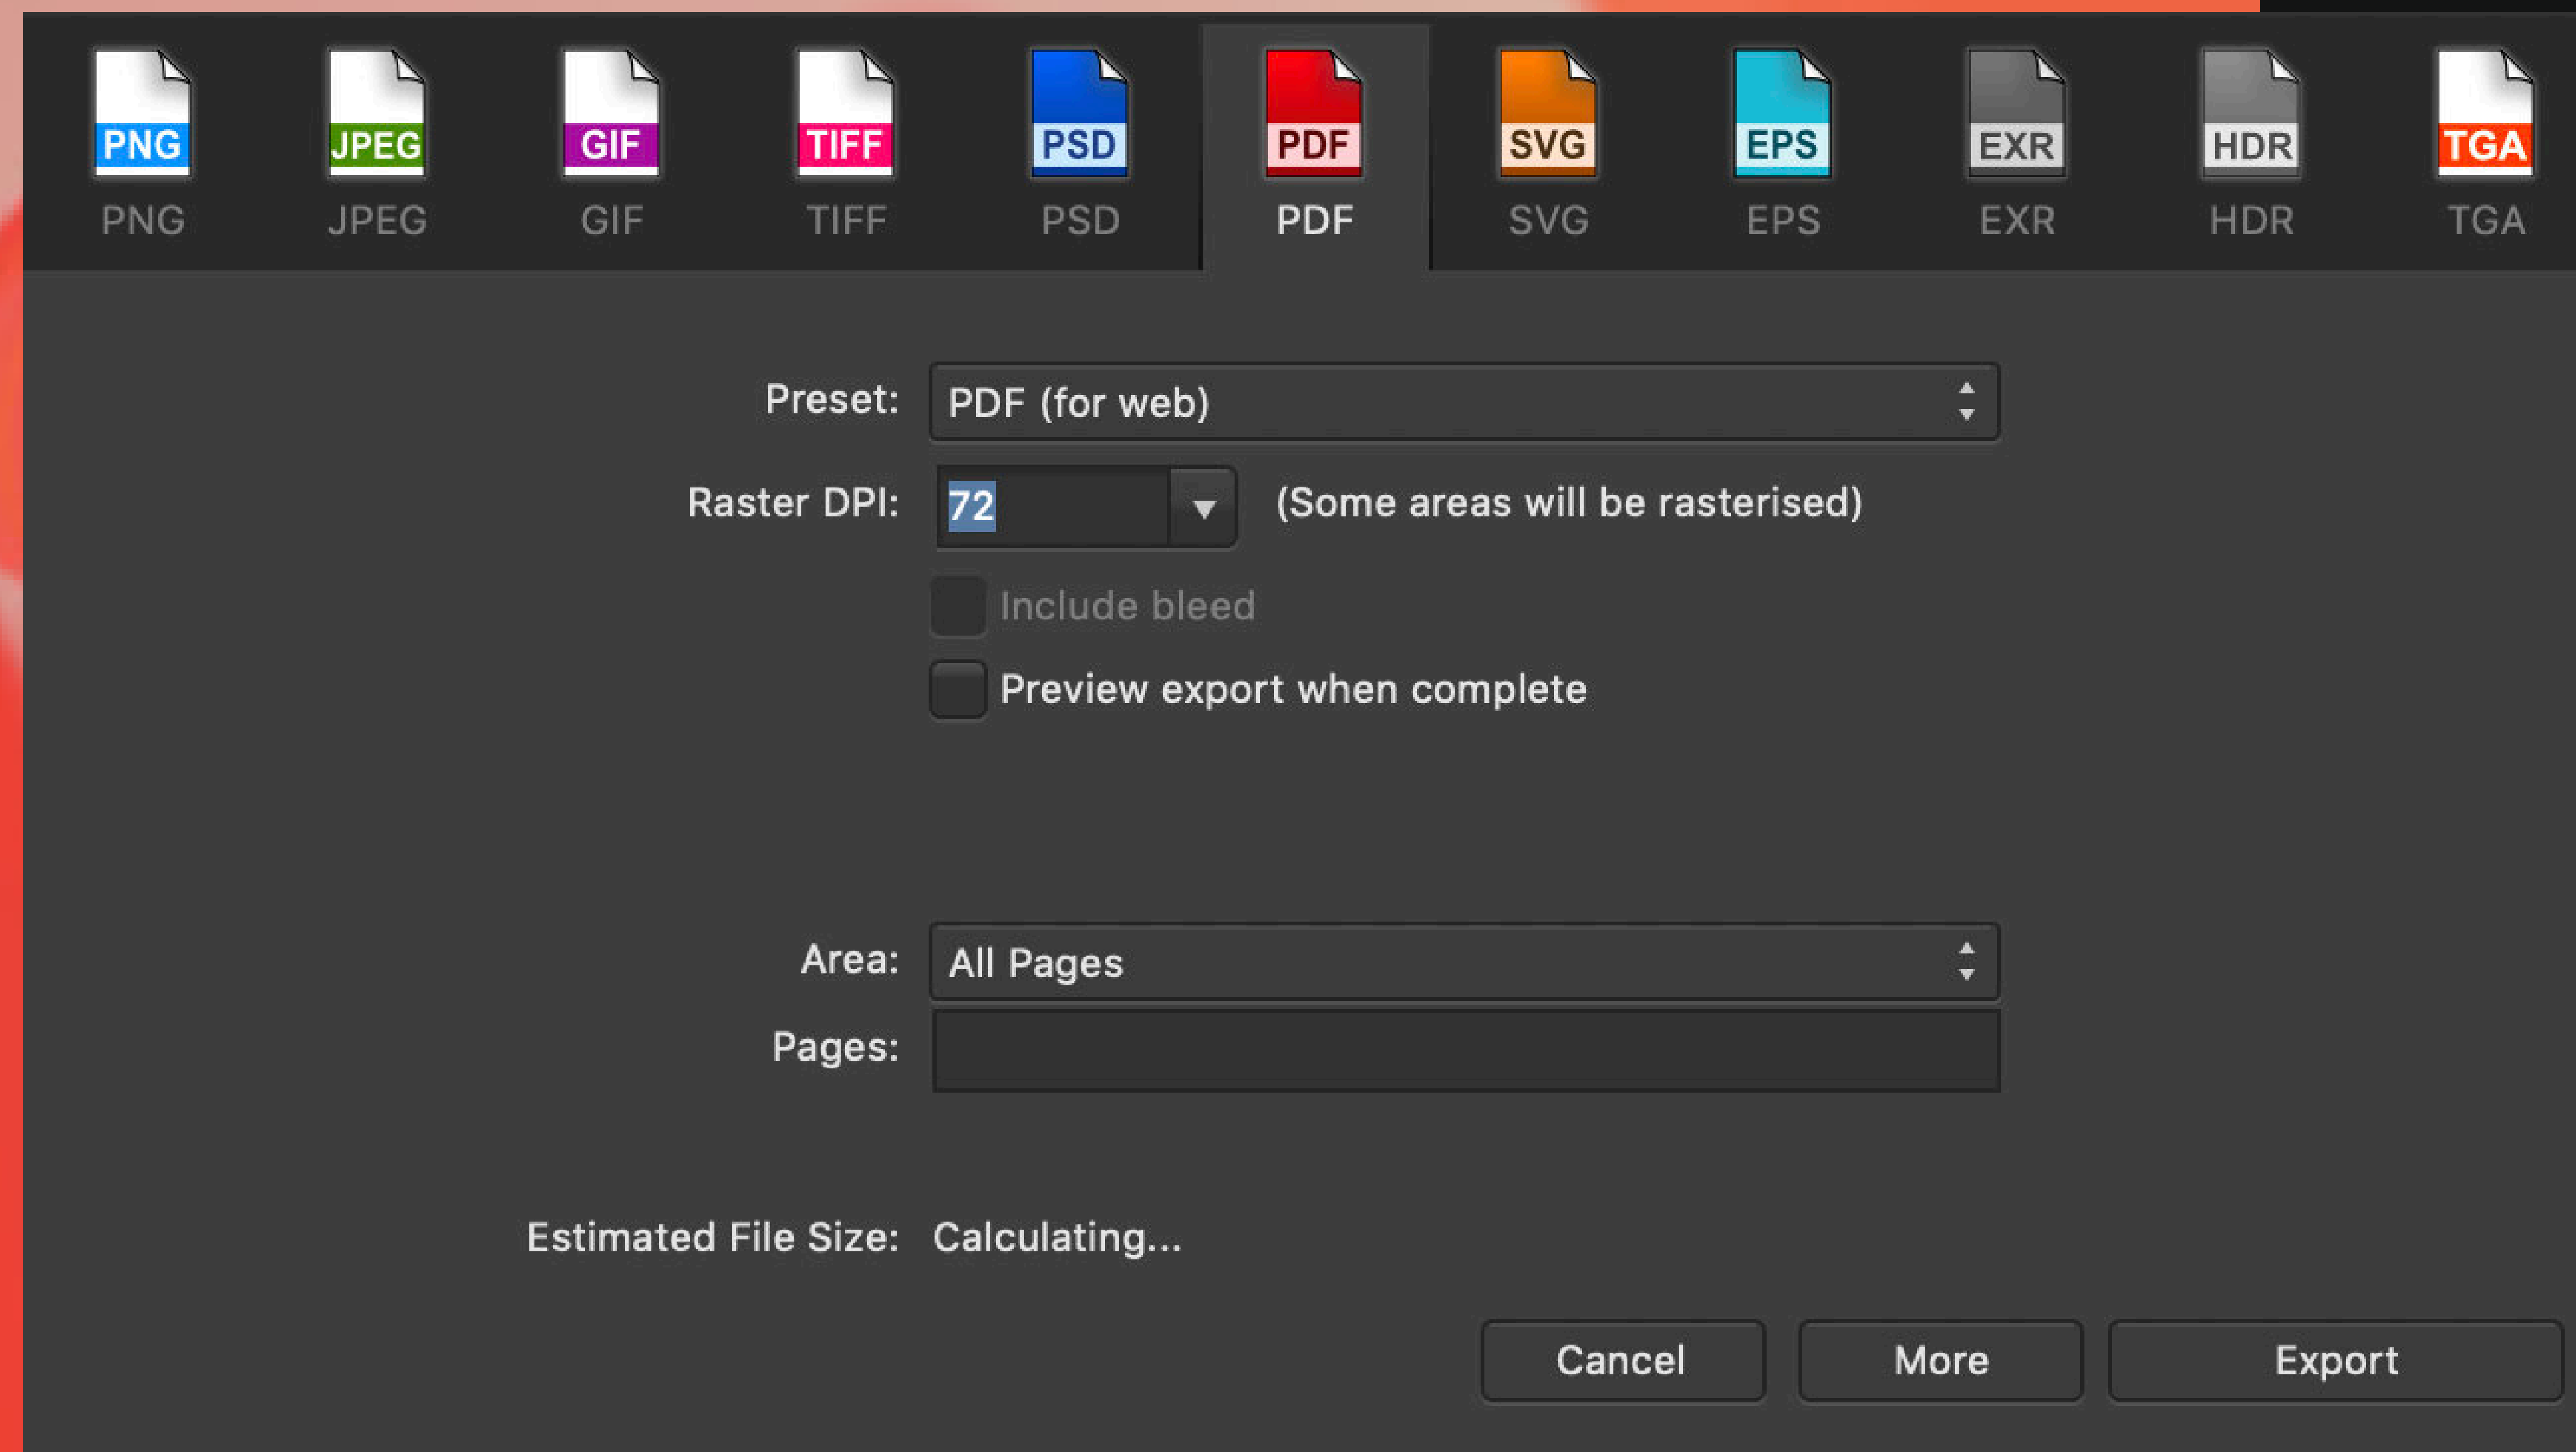 PNG JPEG GIF TIFF PSD PDF SVG EPS EXR HDR TGA
PNG JPEG GIF TIFF PSD PDF SVG EPS EXR HDR TGA
Preset: PDF (for web)
Raster DPI: 72 (Some areas will be rasterised)
Include bleed
Preview export when complete
Area: All Pages
Pages:
Estimated File Size: Calculating...
Cancel More Export